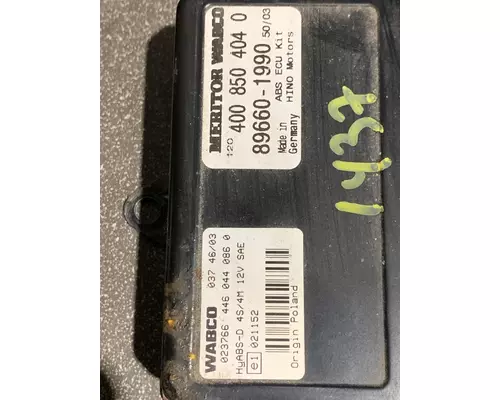 MERITOR WABCO
120 400 850 404 0 50/03
89660-1990 ABS ECU Kit
HINO Motors
Made in
Germany
1437
WABCO 037 46/03
023766 446 044 086 0
HyABS-D 4S/4M 12V SAE
e1 021152
Origin Poland